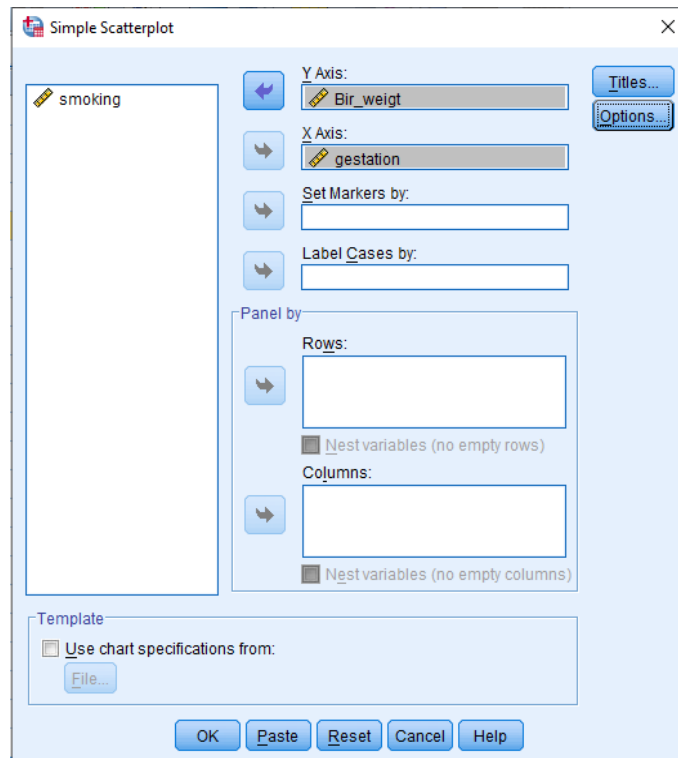 Simple Scatterplot
smoking
Y Axis:
Bir_weigt
X Axis:
gestation
Set Markers by:
Label Cases by:
Titles...
Options...
Panel by
Rows:
Nest variables (no empty rows)
Columns:
Nest variables (no empty columns)
Template
Use chart specifications from:
File...
OK Paste Reset Cancel Help